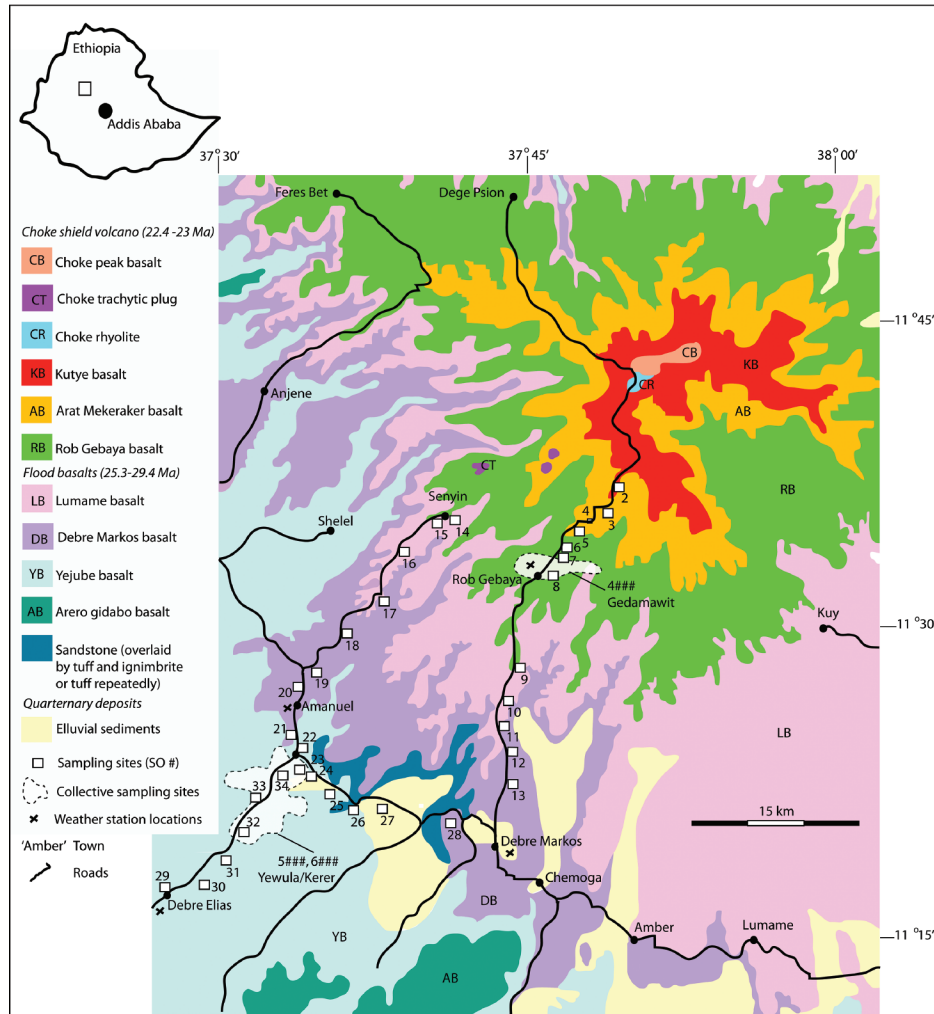 Ethiopia
Addis Ababa
37° 30′
37° 45′
38° 00′
Feres Bet
Dege Psion
Choke shield volcano (22.4 -23 Ma)
CB
Choke peak basalt
CT
Choke trachytic plug
CR
Choke rhyolite
KB
Kutye basalt
AB
Arat Mekeraker basalt
RB
Rob Gebaya basalt
Flood basalts (25.3-29.4 Ma)
LB
Lumame basalt
DB
Debre Markos basalt
YB
Yejube basalt
AB
Arero gidabo basalt
Sandstone (overlaid
by tuff and ignimbrite
or tuff repeatedly)
Quarternary deposits
Elluvial sediments
Sampling sites (SO #)
Collective sampling sites
Weather station locations
'Amber' Town
Roads
11 °45′
CB
KB
CR
Anjene
AB
CT
RB
2
Senyin
4
3
Shelel
15
14
5
16
6
7
Rob Gebaya
8
4###
Gedamawit
17
Kuy
11 °30′
18
19
9
20
Amanuel
10
21
22
11
LB
23
12
24
34
33
13
25
15 km
26
27
32
28
Debre Markos
5###, 6###
Yewula/Kerer
31
29
30
Chemoga
Debre Elias
DB
Amber
Lumame
YB
11 °15′
AB